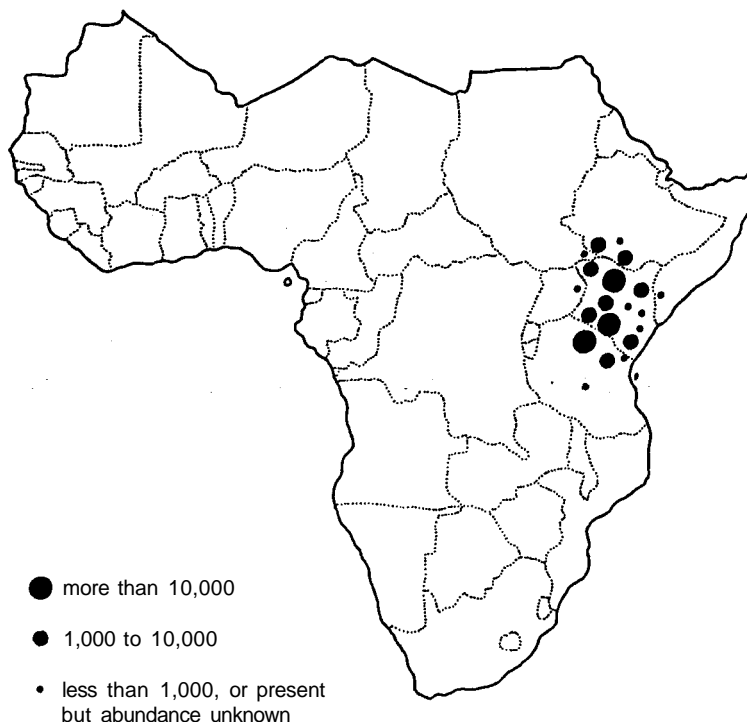 more than 10,000
1,000 to 10,000
less than 1,000, or present
but abundance unknown